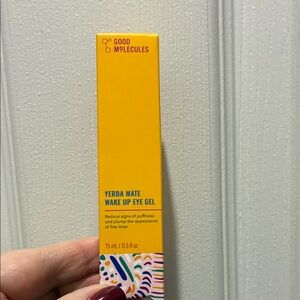 GOOD
MOLECULES
YERBA MATE
WAKE UP EYE GEL
Reduce signs of puffiness
and plump the appearance
of fine lines
15 mL / 0.5 fl oz